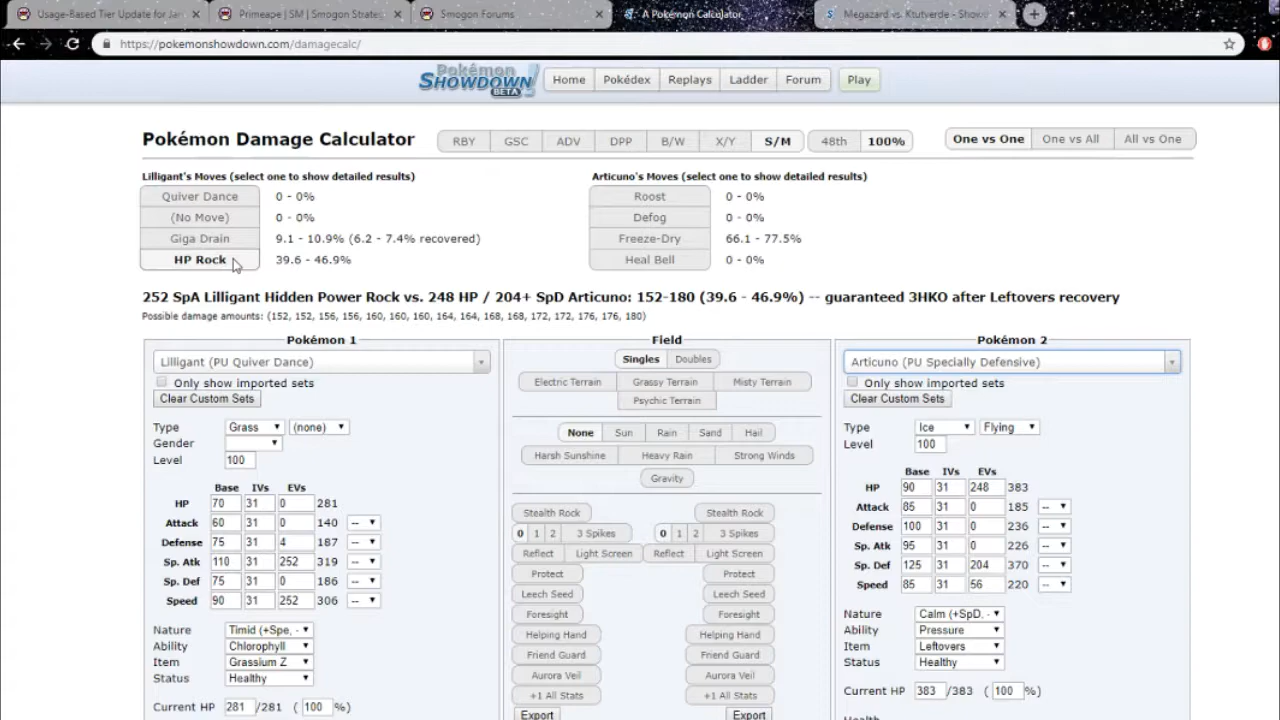 Usage-Based Tier Update for Jan
Primeape | SM | Smogon Strate
Smogon Forums
A Pokémon Calculator
Megazard vs. Ktutverde - Show
https://pokemonshowdown.com/damagecalc/
Pokémon
SHOWDOWN
BETA
Home Pokédex Replays Ladder Forum Play
Pokémon Damage Calculator RBY GSC ADV DPP B/W X/Y S/M 48th 100% One vs One One vs All All vs One
Lilligant's Moves (select one to show detailed results) Articuno's Moves (select one to show detailed results)
Quiver Dance 0 - 0% Roost 0 - 0%
(No Move) 0 - 0% Defog 0 - 0%
Giga Drain 9.1 - 10.9% (6.2 - 7.4% recovered) Freeze-Dry 66.1 - 77.5%
HP Rock 39.6 - 46.9% Heal Bell 0 - 0%
252 SpA Lilligant Hidden Power Rock vs. 248 HP / 204+ SpD Articuno: 152-180 (39.6 - 46.9%) -- guaranteed 3HKO after Leftovers recovery
Possible damage amounts: (152, 152, 156, 156, 160, 160, 160, 164, 164, 168, 168, 172, 172, 176, 176, 180)
Pokémon 1
Lilligant (PU Quiver Dance)
Only show imported sets
Clear Custom Sets
Type Grass (none)
Gender
Level 100
Base IVs EVs
HP 70 31 0 281
Attack 60 31 0 140 --
Defense 75 31 4 187 --
Sp. Atk 110 31 252 319 --
Sp. Def 75 31 0 186 --
Speed 90 31 252 306 --
Nature Timid (+Spe, -
Ability Chlorophyll
Item Grassium Z
Status Healthy
Current HP 281 /281 ( 100 %)
Field
Singles Doubles
Electric Terrain Grassy Terrain Misty Terrain
Psychic Terrain
None Sun Rain Sand Hail
Harsh Sunshine Heavy Rain Strong Winds
Gravity
Stealth Rock Stealth Rock
0 1 2 3 Spikes 0 1 2 3 Spikes
Reflect Light Screen Reflect Light Screen
Protect Protect
Leech Seed Leech Seed
Foresight Foresight
Helping Hand Helping Hand
Friend Guard Friend Guard
Aurora Veil Aurora Veil
+1 All Stats +1 All Stats
Export Export
Pokémon 2
Articuno (PU Specially Defensive)
Only show imported sets
Clear Custom Sets
Type Ice Flying
Level 100
Base IVs EVs
HP 90 31 248 383
Attack 85 31 0 185 --
Defense 100 31 0 236 --
Sp. Atk 95 31 0 226 --
Sp. Def 125 31 204 370 --
Speed 85 31 56 220 --
Nature Calm (+SpD, -
Ability Pressure
Item Leftovers
Status Healthy
Current HP 383 /383 ( 100 %)